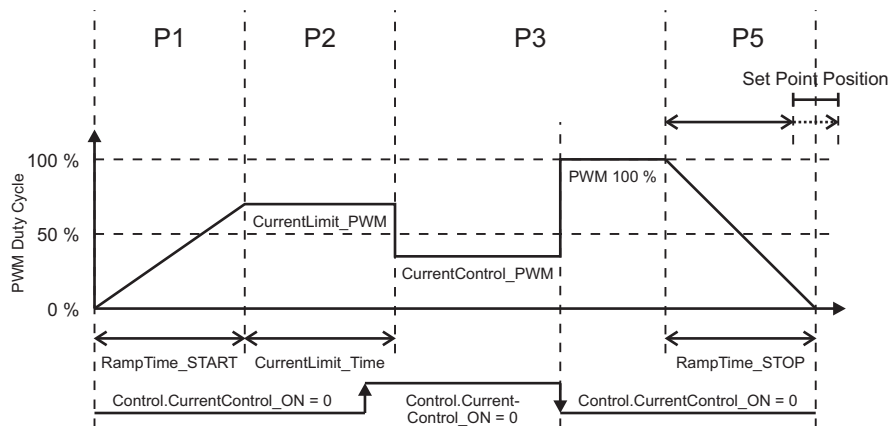 P1
P2
P3
P5
Set Point Position
100 %
PWM 100 %
PWM Duty Cycle
CurrentLimit_PWM
50 %
CurrentControl_PWM
0 %
RampTime_START
CurrentLimit_Time
RampTime_STOP
Control.CurrentControl_ON = 0
Control.Current-
Control_ON = 0
Control.CurrentControl_ON = 0